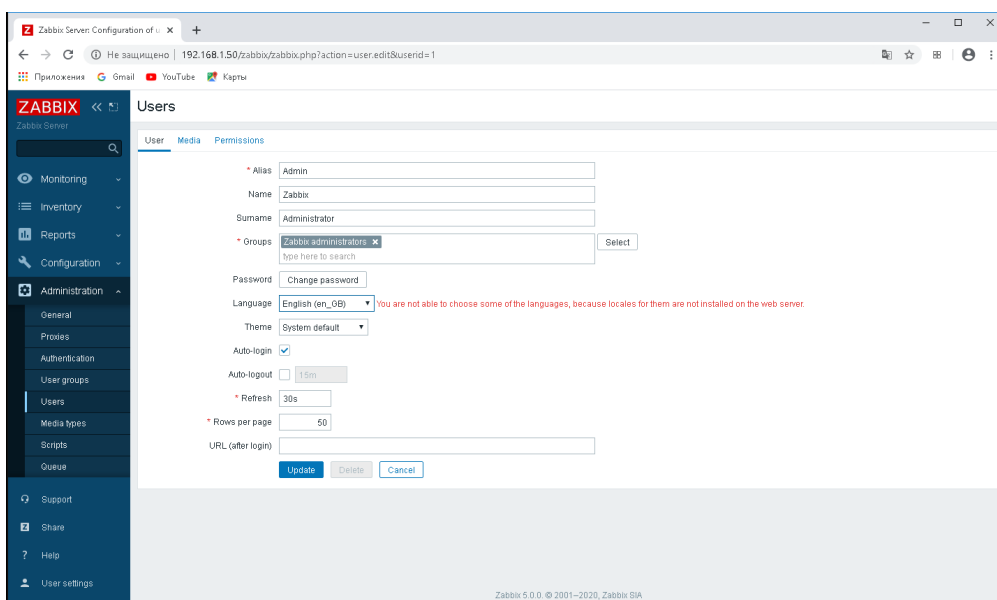 Zabbix Server: Configuration of u
Не защищено 192.168.1.50/zabbix/zabbix.php?action=user.edit&userid=1
Приложения Gmail YouTube Карты
ZABBIX
Zabbix Server
Monitoring
Inventory
Reports
Configuration
Administration
General
Proxies
Authentication
User groups
Users
Media types
Scripts
Queue
Support
Share
Help
User settings
Users
User Media Permissions
* Alias Admin
Name Zabbix
Surname Administrator
* Groups Zabbix administrators Select
type here to search
Password Change password
Language English (en_GB) You are not able to choose some of the languages, because locales for them are not installed on the web server.
Theme System default
Auto-login
Auto-logout 15m
* Refresh 30s
* Rows per page 50
URL (after login)
Update Delete Cancel
Zabbix 5.0.0. © 2001–2020, Zabbix SIA